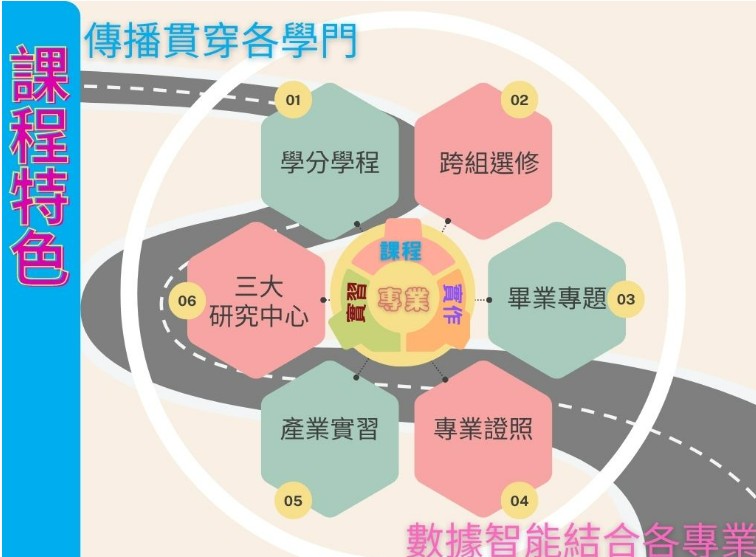 課程特色
傳播貫穿各學門
01
學分學程
02
跨組選修
畢業專題
03
專業證照
04
產業實習
05
三大
研究中心
06
課程
實習
專業
實作
數據智能結合各專業